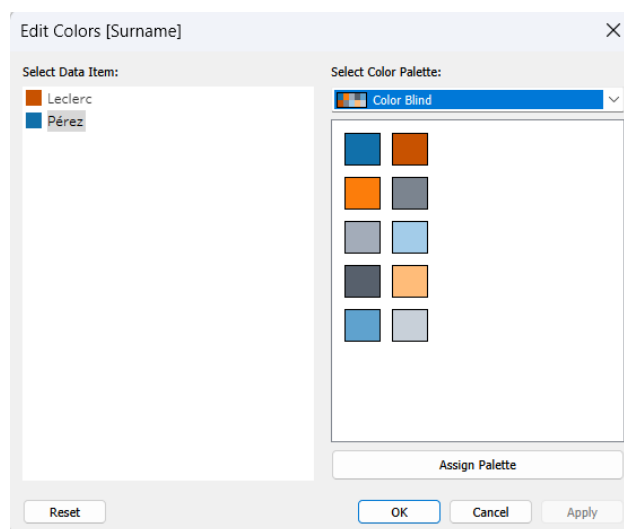 Edit Colors [Surname]
Select Data Item:
Leclerc
Pérez
Select Color Palette:
Color Blind
Assign Palette
Reset
OK
Cancel
Apply